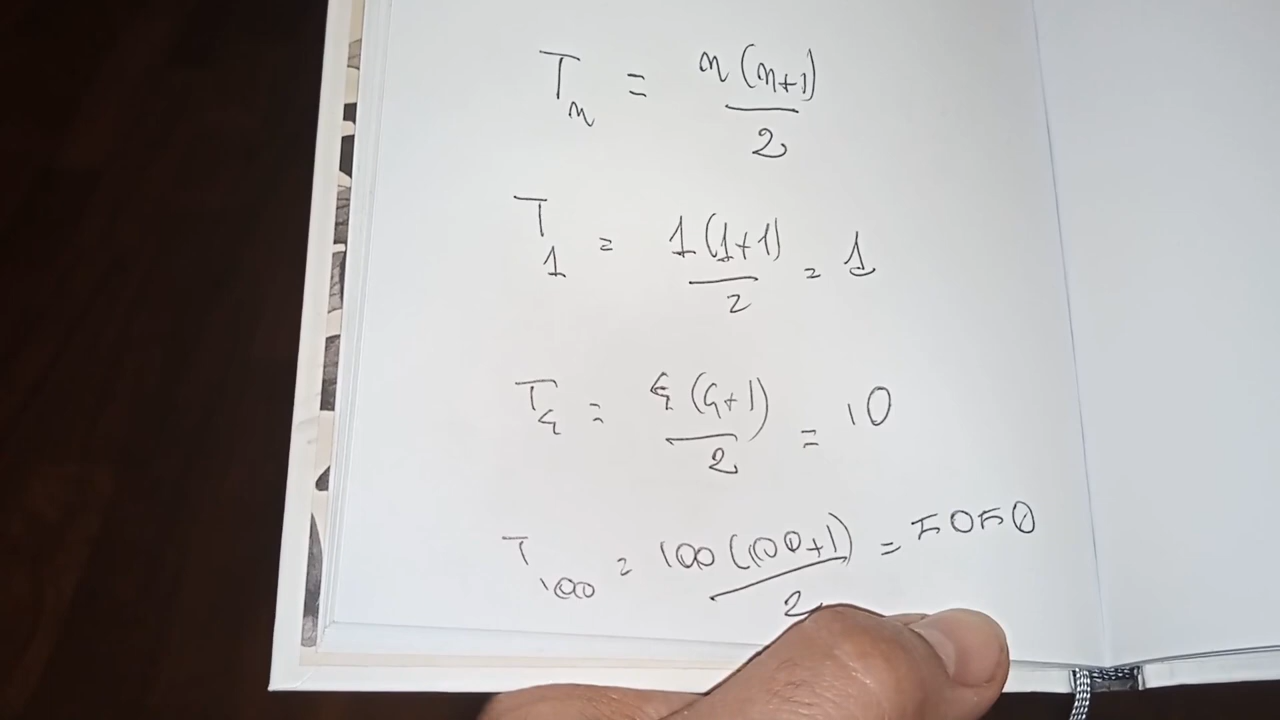 Tn = n(n+1)/2
T1 = 1(1+1)/2 = 1
T4 = 4(4+1)/2 = 10
T100 = 100(100+1)/2 = 5050